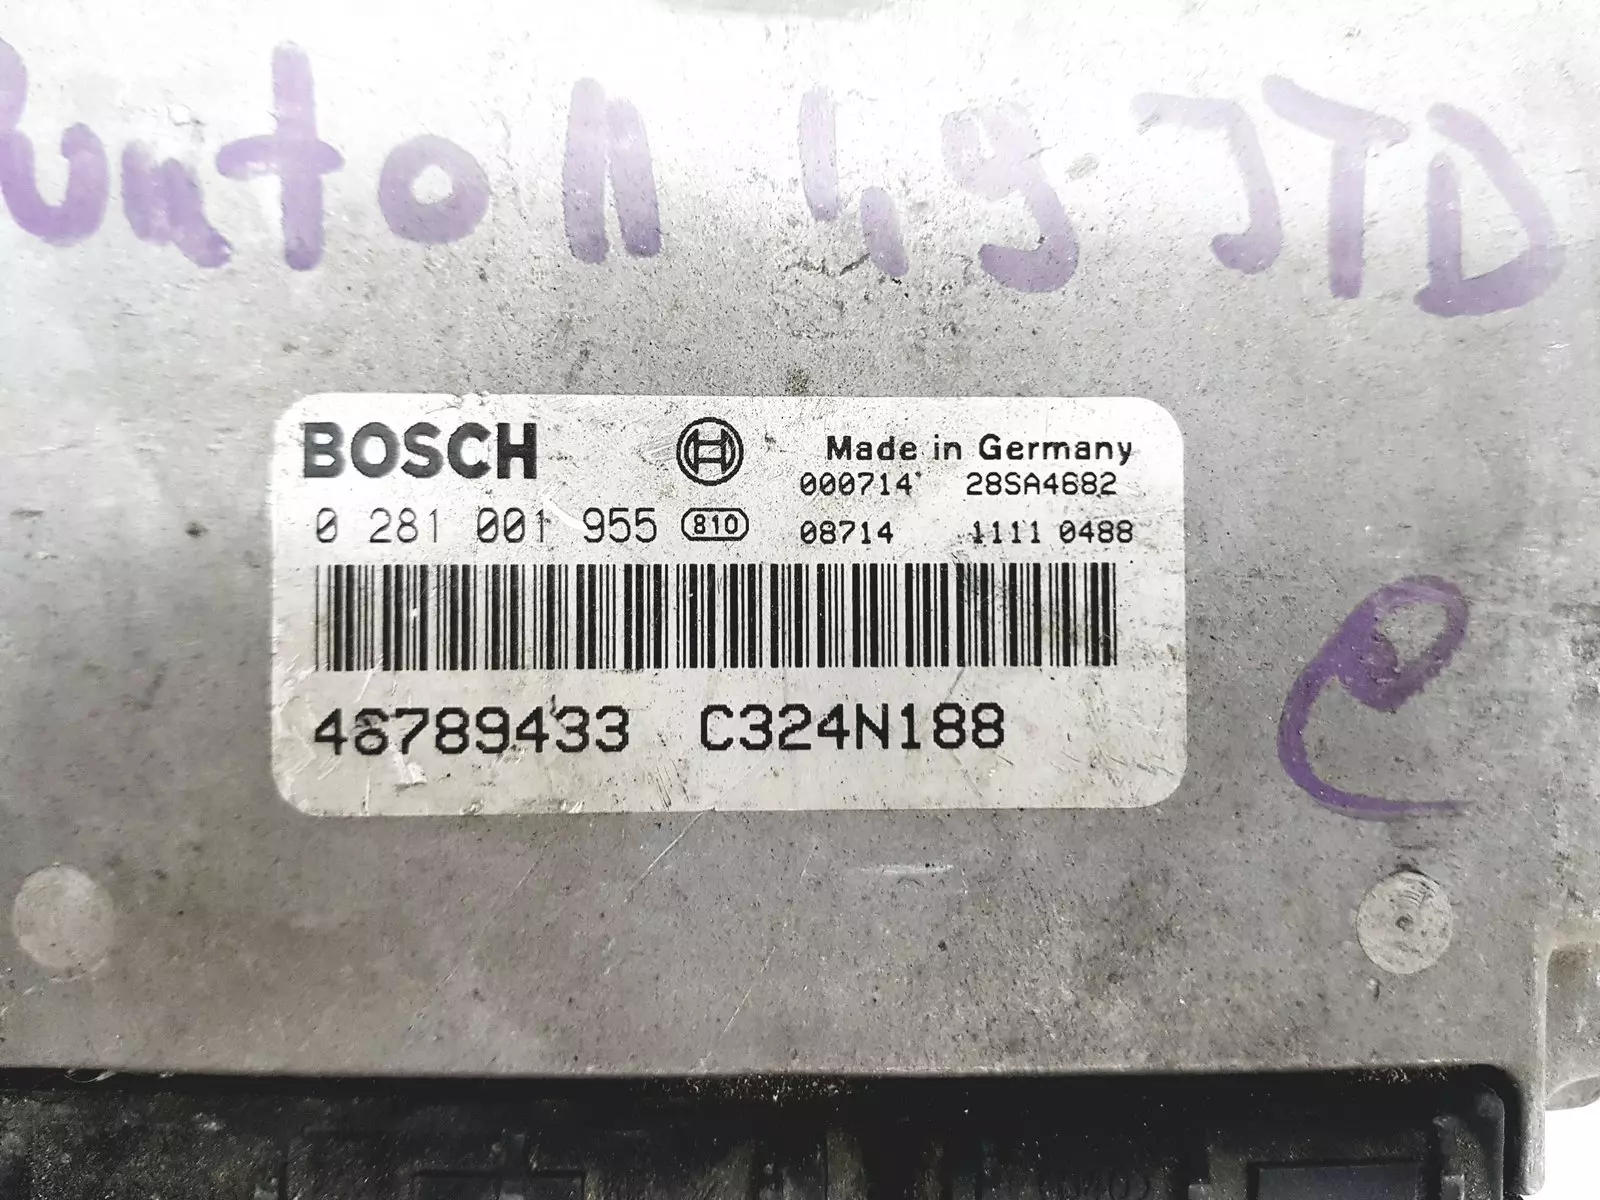 Punto II 1,9 JTD
BOSCH
Made in Germany
000714 28SA4682
0 281 001 955 810 08714 1111 0488
46789433 C324N188
e